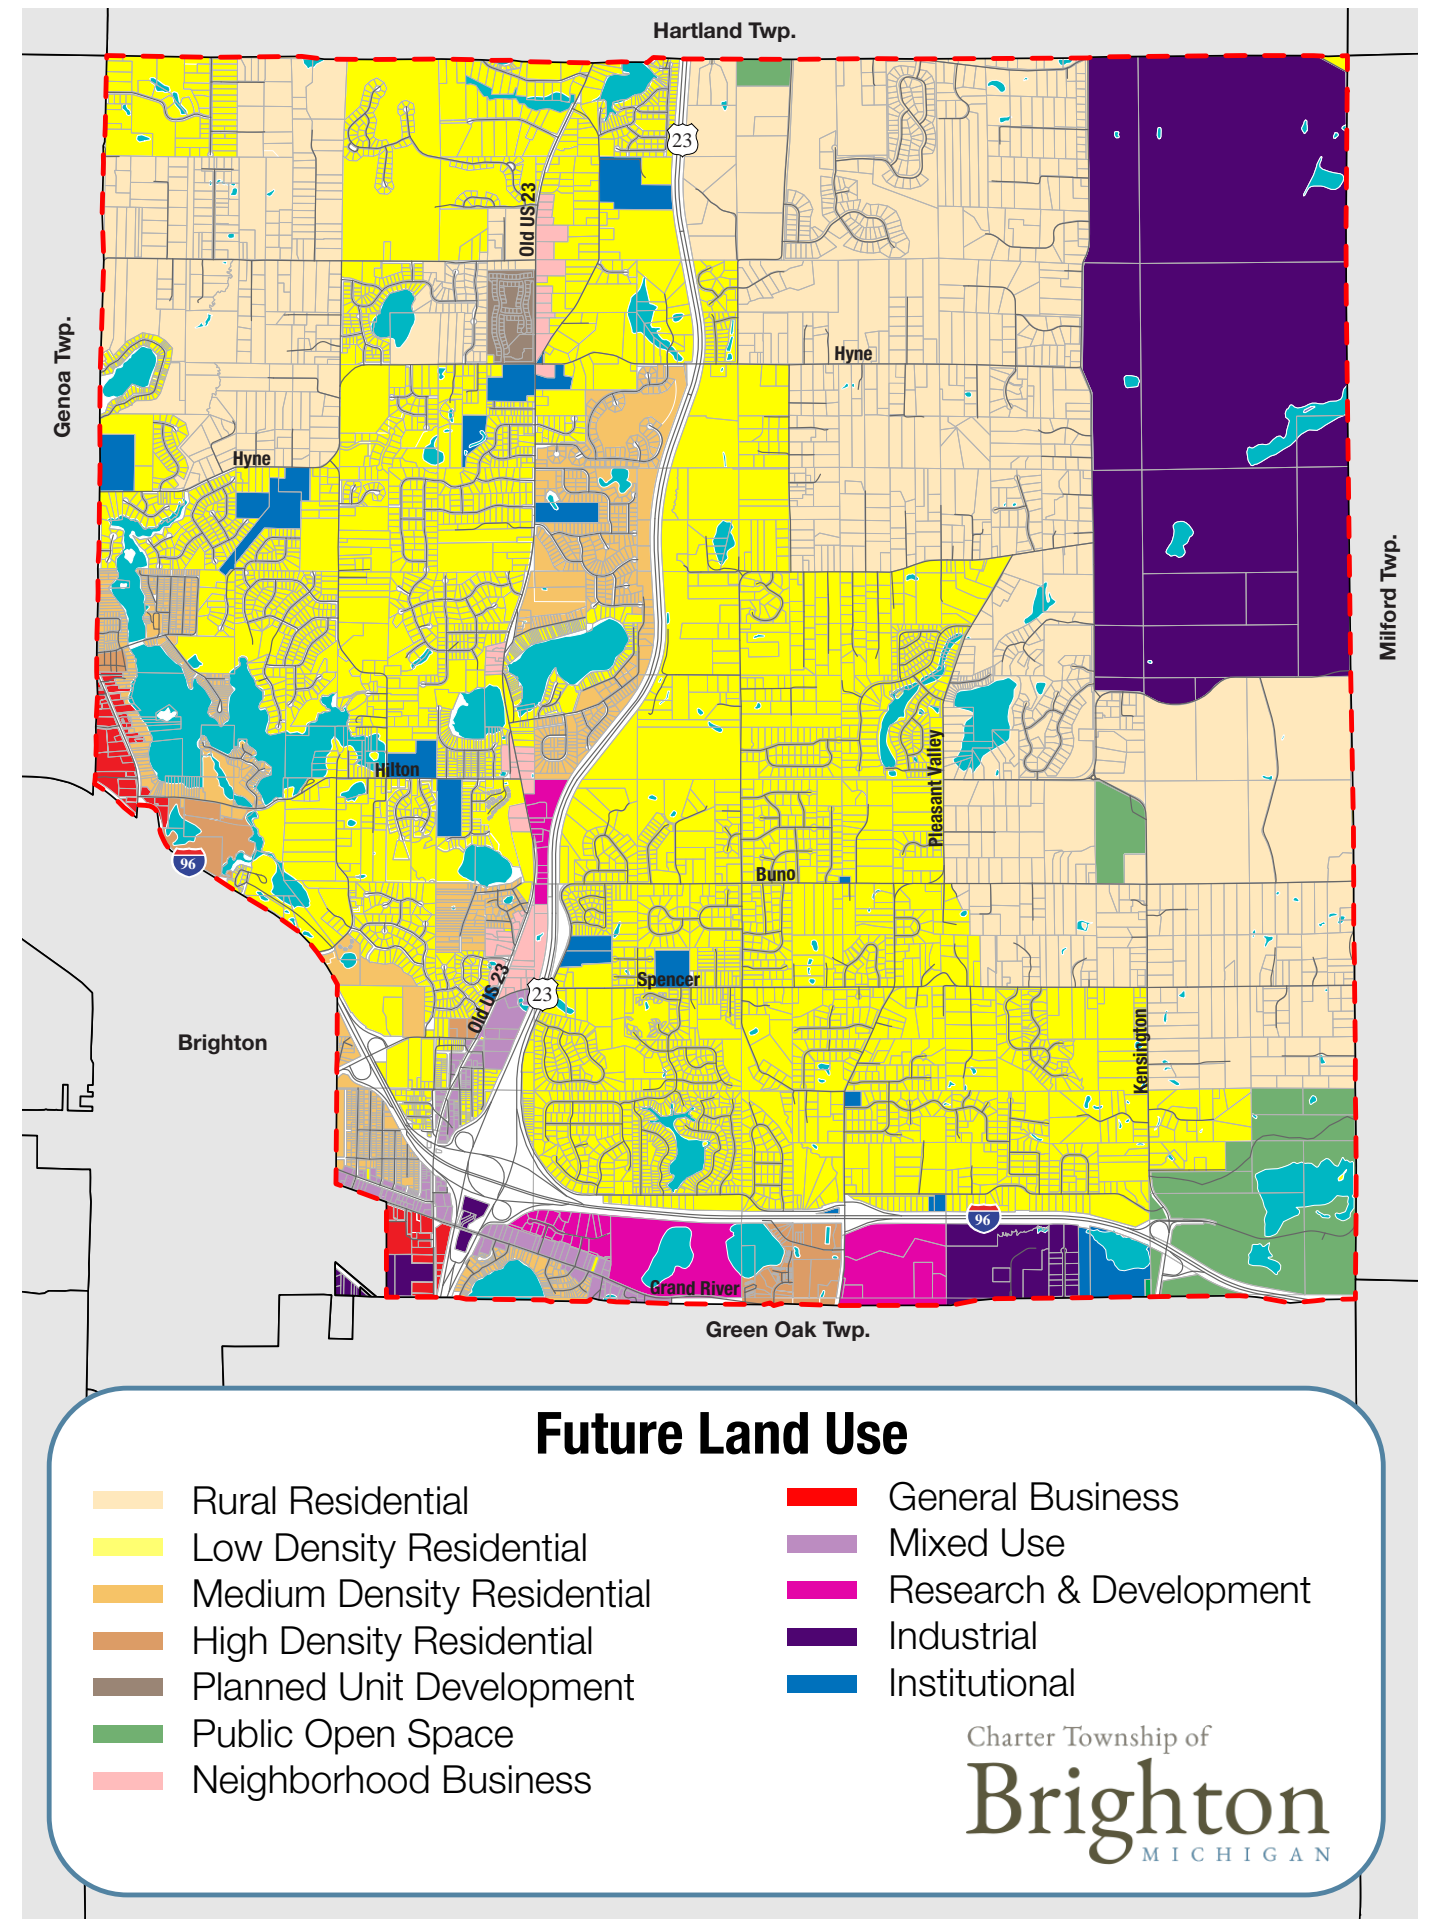 Hartland Twp.
23
Old US 23
Genoa Twp.
Hyne
Hyne
Milford Twp.
Pleasant Valley
Hilton
96
Buno
Old US 23
23
Spencer
Brighton
Kensington
96
Grand River
Green Oak Twp.
Future Land Use
Rural Residential
Low Density Residential
Medium Density Residential
High Density Residential
Planned Unit Development
Public Open Space
Neighborhood Business
General Business
Mixed Use
Research & Development
Industrial
Institutional
Charter Township of
Brighton
MICHIGAN